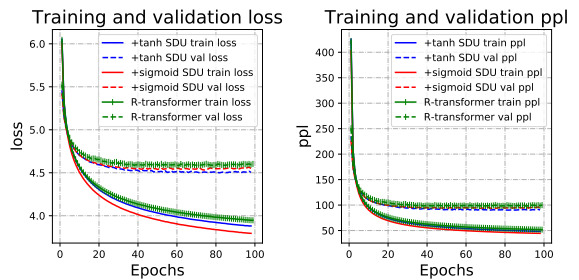 Training and validation loss
6.0
5.5
5.0
4.5
4.0
loss
0
20
40
60
80
100
Epochs
+tanh SDU train loss
+tanh SDU val loss
+sigmoid SDU train loss
+sigmoid SDU val loss
R-transformer train loss
R-transformer val loss
Training and validation ppl
400
350
300
250
200
150
100
50
ppl
0
20
40
60
80
100
Epochs
+tanh SDU train ppl
+tanh SDU val ppl
+sigmoid SDU train ppl
+sigmoid SDU val ppl
R-transformer train ppl
R-transformer val ppl